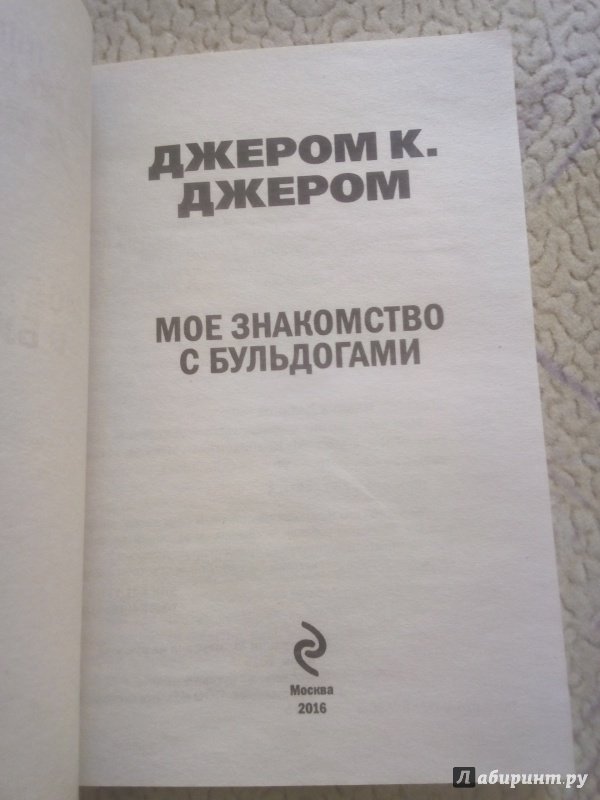 ДЖЕРОМ К.
ДЖЕРОМ
МОЕ ЗНАКОМСТВО
С БУЛЬДОГАМИ
Москва
2016
Лабиринт.ру